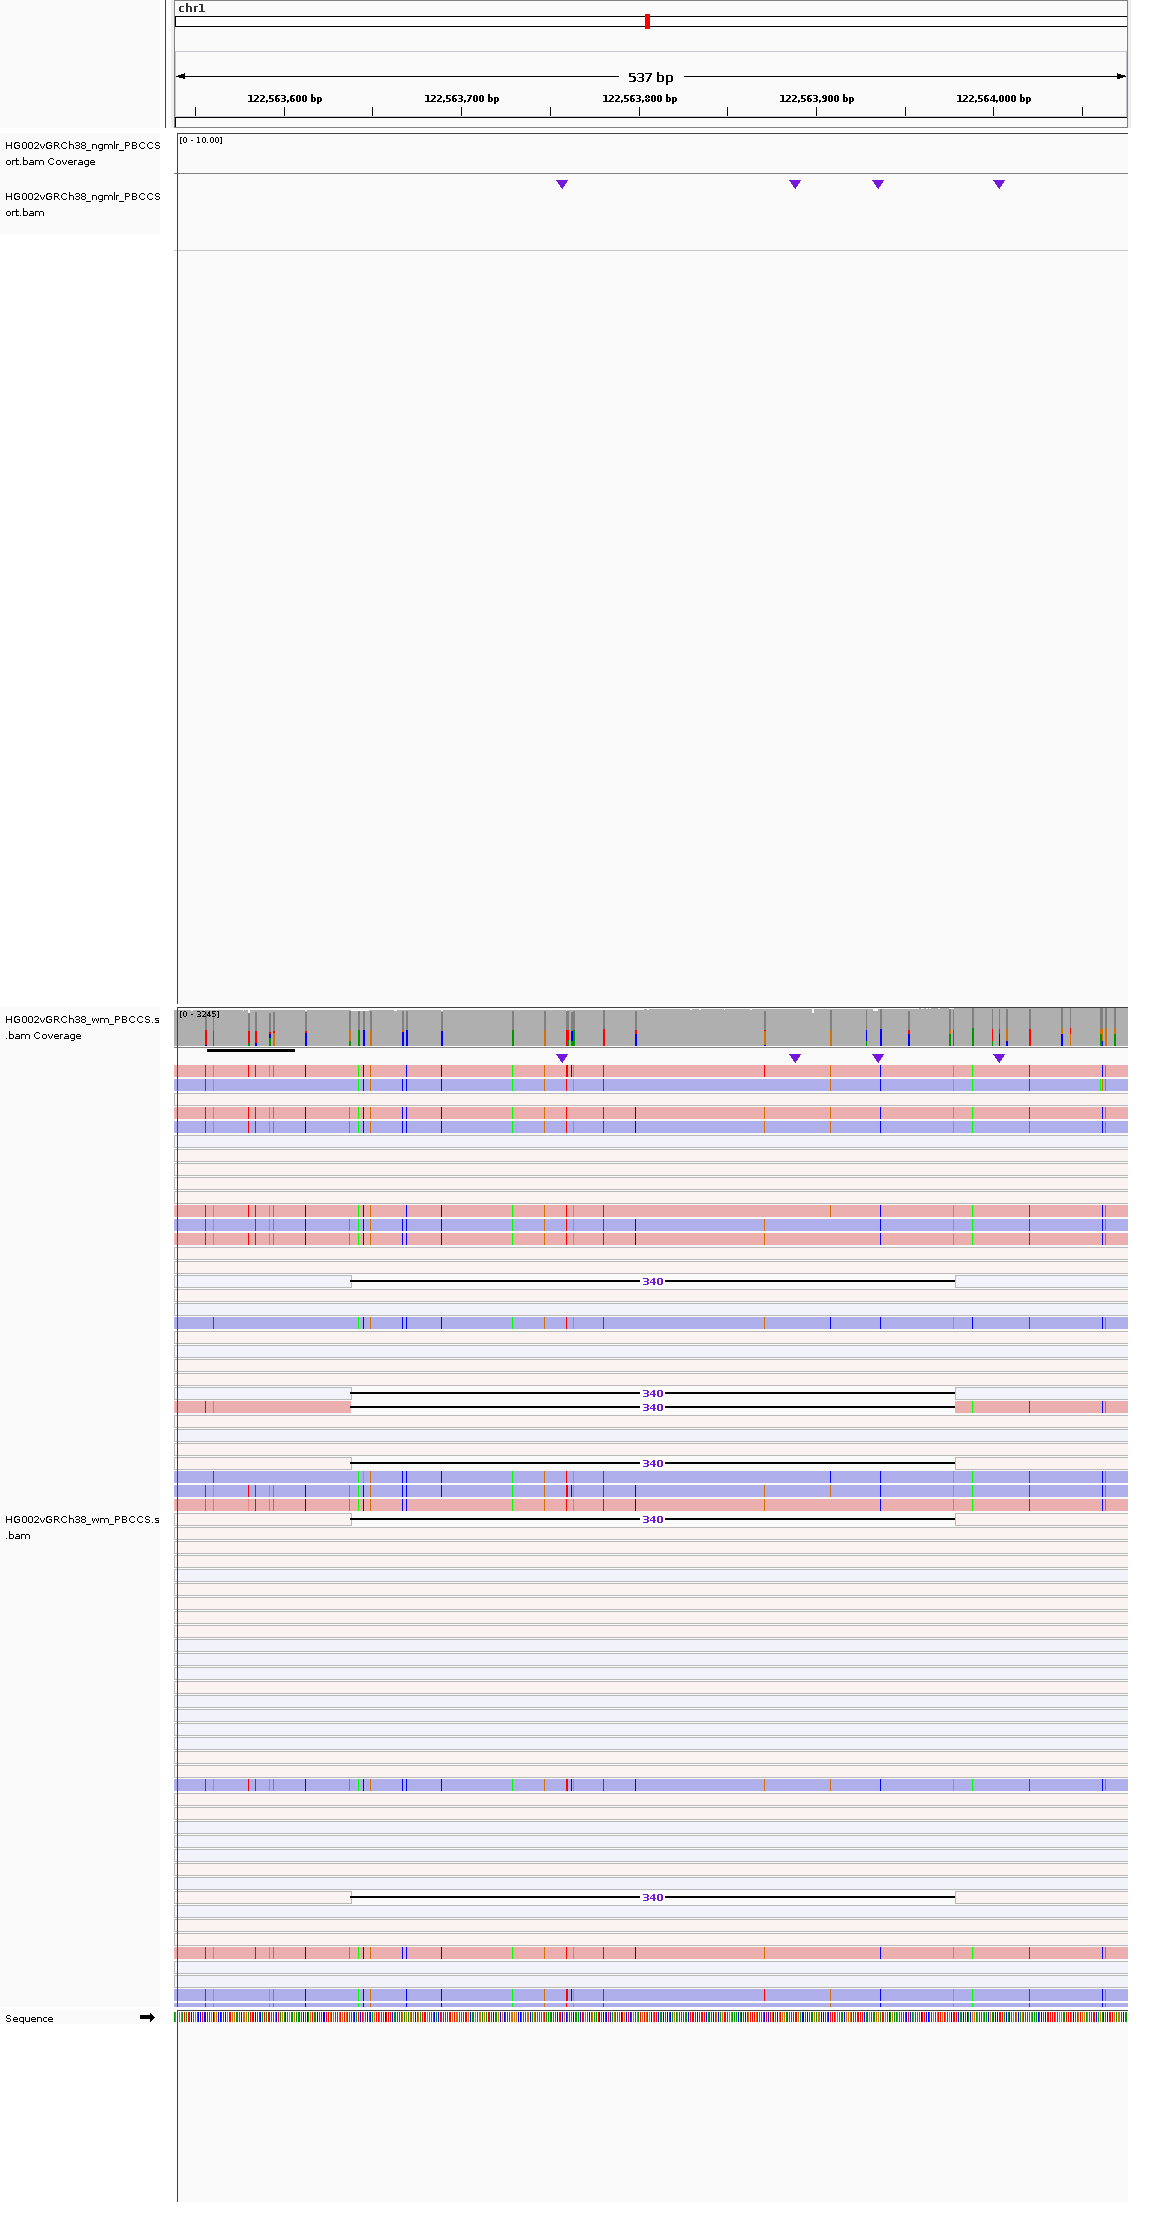 chr1
537 bp
122,563,600 bp 122,563,700 bp 122,563,800 bp 122,563,900 bp 122,564,000 bp
HG002vGRCh38_ngmlr_PBCCS
ort.bam Coverage
[0 - 10.00]
HG002vGRCh38_ngmlr_PBCCS
ort.bam
HG002vGRCh38_wm_PBCCS.s
.bam Coverage
[0 - 3245]
340
340
340
340
HG002vGRCh38_wm_PBCCS.s
.bam
340
340
Sequence